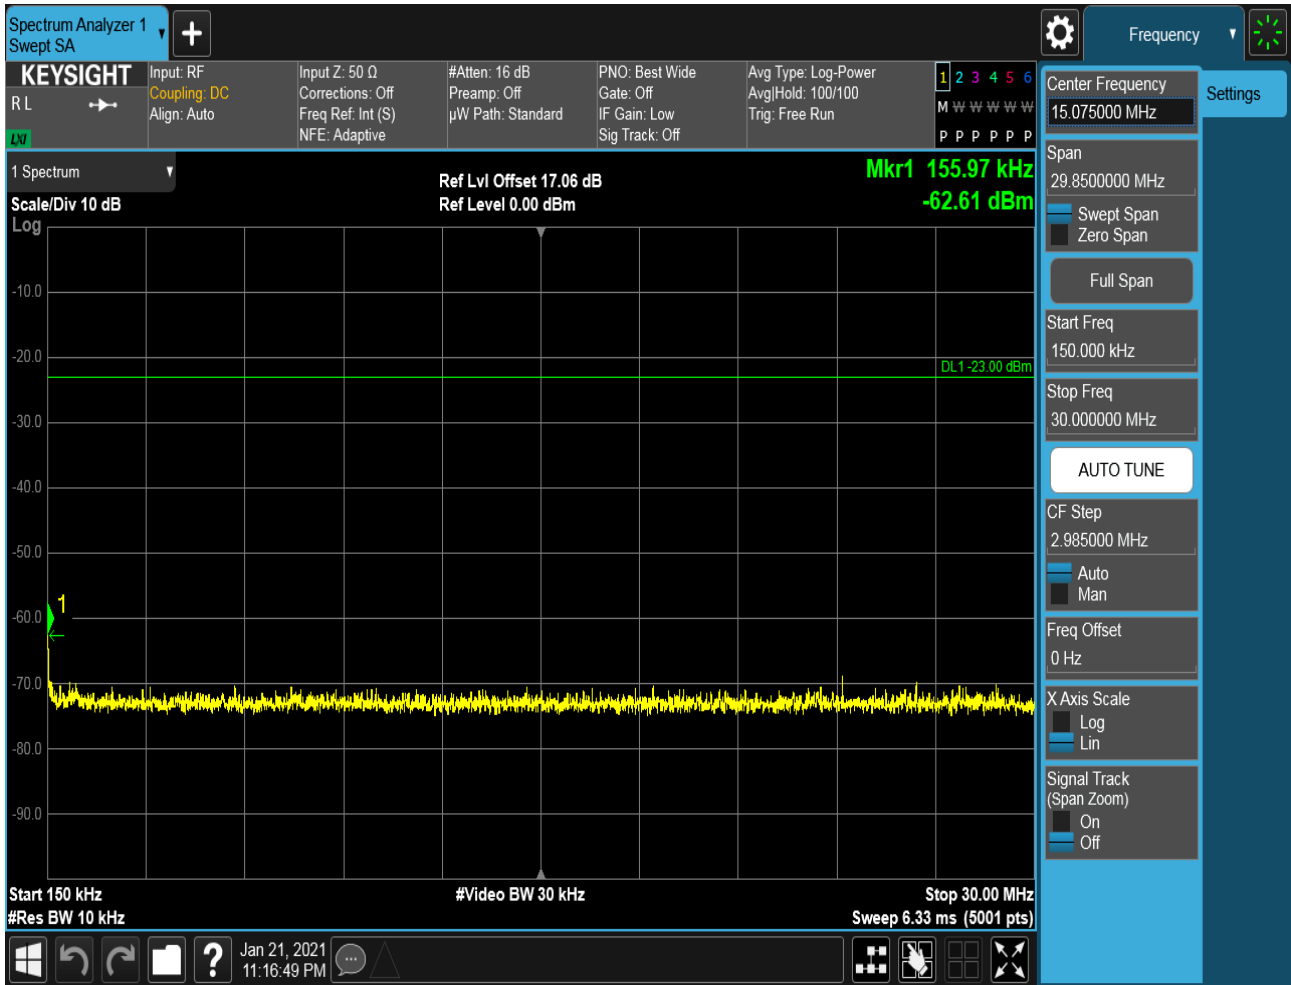 Spectrum Analyzer 1
Swept SA
Frequency
KEYSIGHT
R L
LXI
Input: RF
Coupling: DC
Align: Auto
Input Z: 50 Ω
Corrections: Off
Freq Ref: Int (S)
NFE: Adaptive
#Atten: 16 dB
Preamp: Off
µW Path: Standard
PNO: Best Wide
Gate: Off
IF Gain: Low
Sig Track: Off
Avg Type: Log-Power
Avg|Hold: 100/100
Trig: Free Run
1 2 3 4 5 6
M W W W W W
P P P P P P
1 Spectrum
Scale/Div 10 dB
Log
Ref Lvl Offset 17.06 dB
Ref Level 0.00 dBm
Mkr1 155.97 kHz
-62.61 dBm
-10.0
-20.0
DL1 -23.00 dBm
-30.0
-40.0
-50.0
1
-60.0
-70.0
-80.0
-90.0
Start 150 kHz
#Video BW 30 kHz
Stop 30.00 MHz
#Res BW 10 kHz
Sweep 6.33 ms (5001 pts)
Jan 21, 2021
11:16:49 PM
Center Frequency
15.075000 MHz
Settings
Span
29.8500000 MHz
Swept Span
Zero Span
Full Span
Start Freq
150.000 kHz
Stop Freq
30.000000 MHz
AUTO TUNE
CF Step
2.985000 MHz
Auto
Man
Freq Offset
0 Hz
X Axis Scale
Log
Lin
Signal Track
(Span Zoom)
On
Off